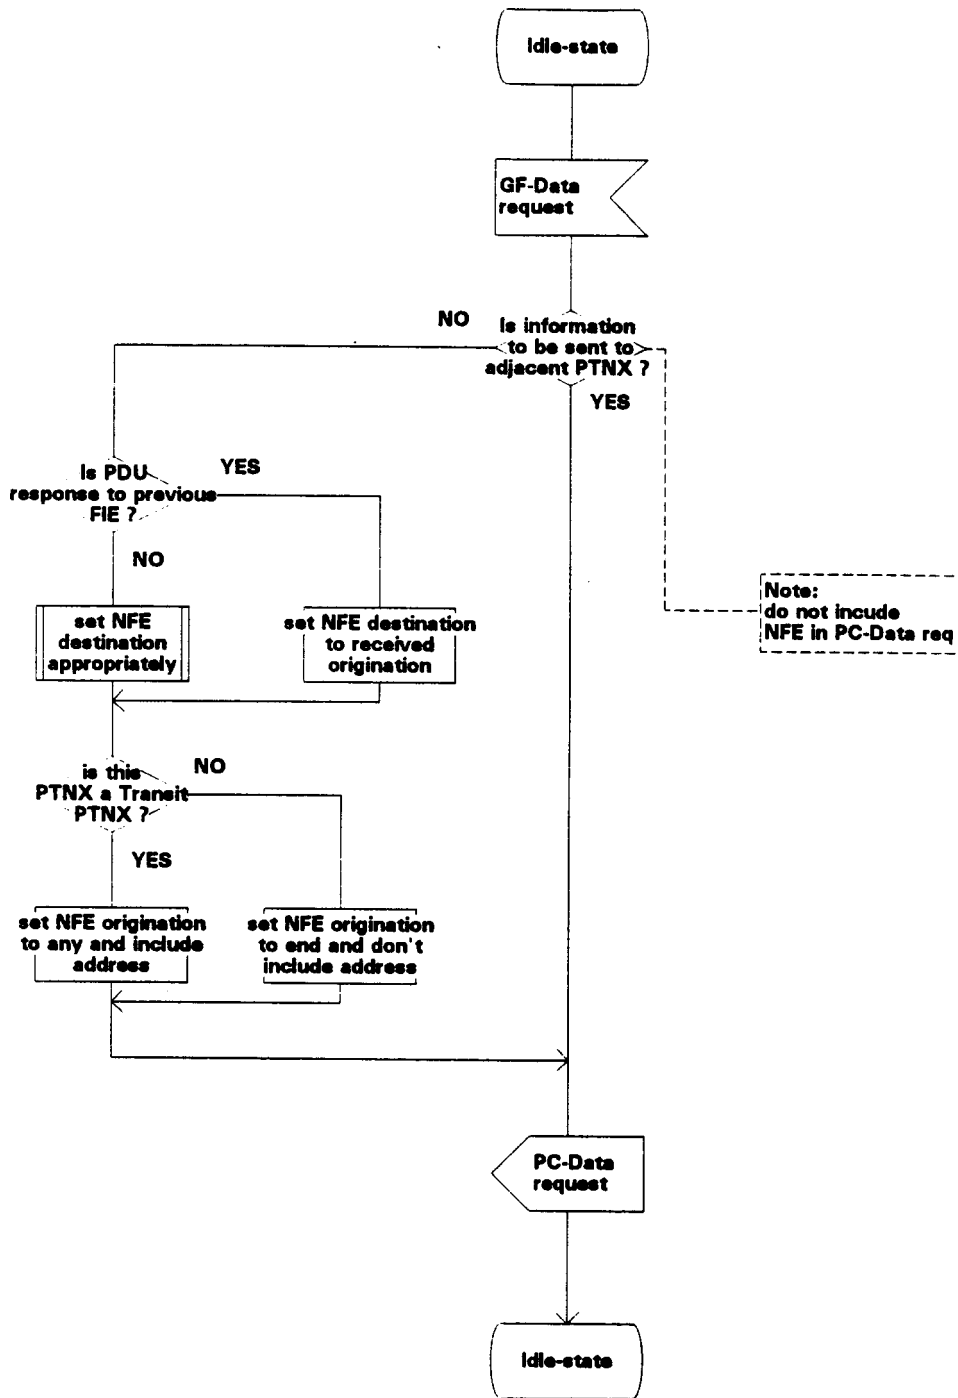 Idle-state
GF-Data
request
NO
Is information
to be sent to
adjacent PTNX ?
YES
Is PDU
response to previous
FIE ?
YES
NO
set NFE
destination
appropriately
set NFE destination
to received
origination
Note:
do not incude
NFE in PC-Data req
is this
PTNX a Transit
PTNX ?
NO
YES
set NFE origination
to any and include
address
set NFE origination
to end and don't
include address
PC-Data
request
Idle-state